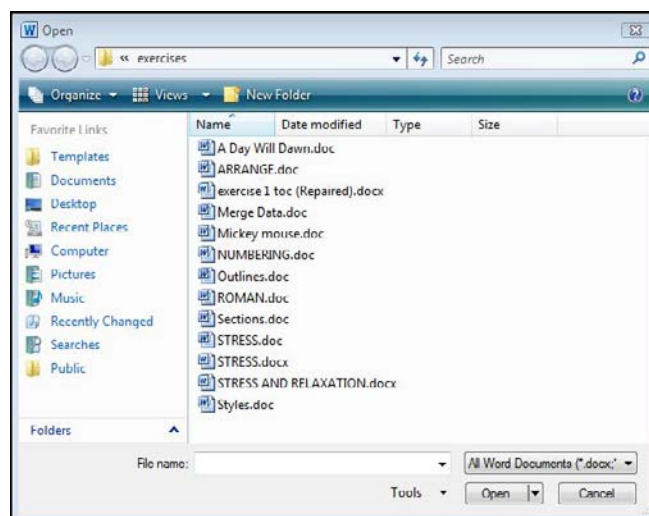 W Open
« exercises Search
Organize Views New Folder ?
Favorite Links
Templates
Documents
Desktop
Recent Places
Computer
Pictures
Music
Recently Changed
Searches
Public
Folders
Name Date modified Type Size
A Day Will Dawn.doc
ARRANGE.doc
exercise 1 toc (Repaired).docx
Merge Data.doc
Mickey mouse.doc
NUMBERING.doc
Outlines.doc
ROMAN.doc
Sections.doc
STRESS.doc
STRESS.docx
STRESS AND RELAXATION.docx
Styles.doc
File name:
All Word Documents (*.docx;*
Tools Open Cancel